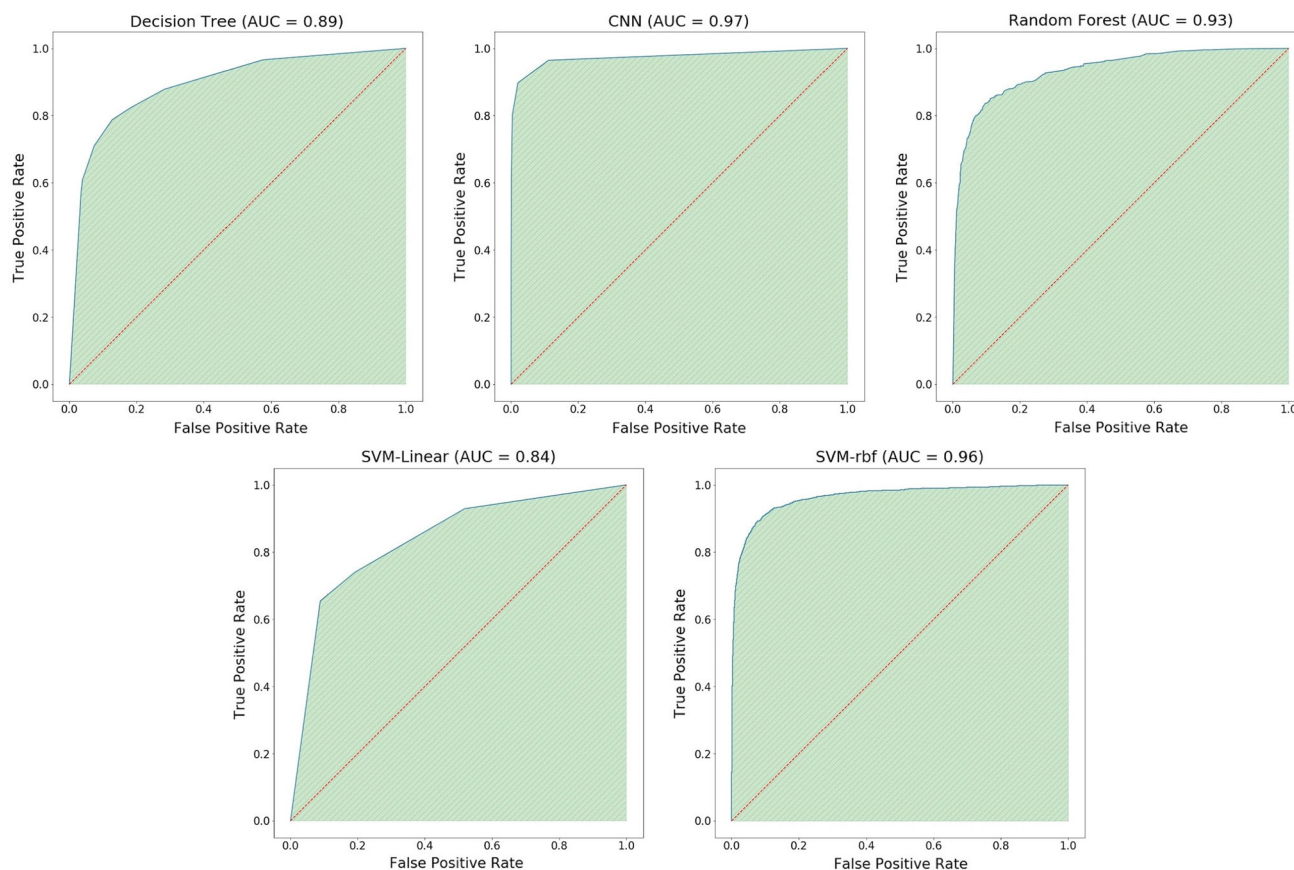 Decision Tree (AUC = 0.89)
CNN (AUC = 0.97)
Random Forest (AUC = 0.93)
1.0
0.8
0.6
0.4
0.2
0.0
True Positive Rate
0.0 0.2 0.4 0.6 0.8 1.0
False Positive Rate
1.0
0.8
0.6
0.4
0.2
0.0
True Positive Rate
0.0 0.2 0.4 0.6 0.8 1.0
False Positive Rate
1.0
0.8
0.6
0.4
0.2
0.0
True Positive Rate
0.0 0.2 0.4 0.6 0.8 1.0
False Positive Rate
SVM-Linear (AUC = 0.84)
SVM-rbf (AUC = 0.96)
1.0
0.8
0.6
0.4
0.2
0.0
True Positive Rate
0.0 0.2 0.4 0.6 0.8 1.0
False Positive Rate
1.0
0.8
0.6
0.4
0.2
0.0
True Positive Rate
0.0 0.2 0.4 0.6 0.8 1.0
False Positive Rate